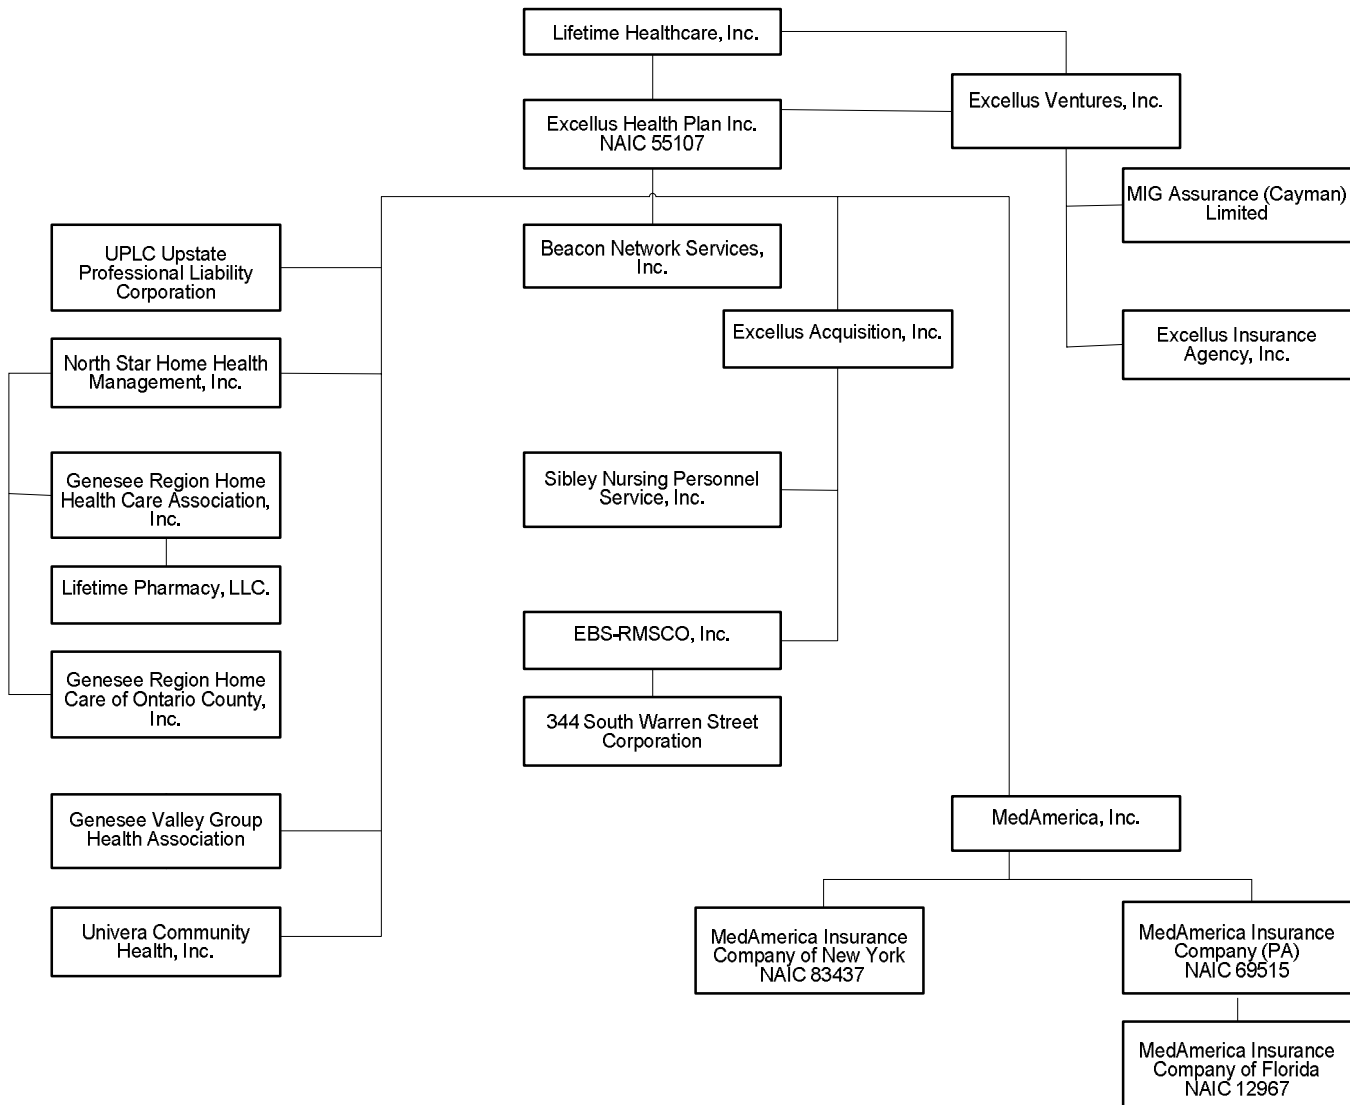 Lifetime Healthcare, Inc.
Excellus Ventures, Inc.
Excellus Health Plan Inc.
NAIC 55107
MIG Assurance (Cayman)
Limited
UPLC Upstate
Professional Liability
Corporation
Beacon Network Services,
Inc.
Excellus Acquisition, Inc.
Excellus Insurance
Agency, Inc.
North Star Home Health
Management, Inc.
Genesee Region Home
Health Care Association,
Inc.
Sibley Nursing Personnel
Service, Inc.
Lifetime Pharmacy, LLC.
EBS-RMSCO, Inc.
Genesee Region Home
Care of Ontario County,
Inc.
344 South Warren Street
Corporation
Genesee Valley Group
Health Association
MedAmerica, Inc.
Univera Community
Health, Inc.
MedAmerica Insurance
Company of New York
NAIC 83437
MedAmerica Insurance
Company (PA)
NAIC 69515
MedAmerica Insurance
Company of Florida
NAIC 12967